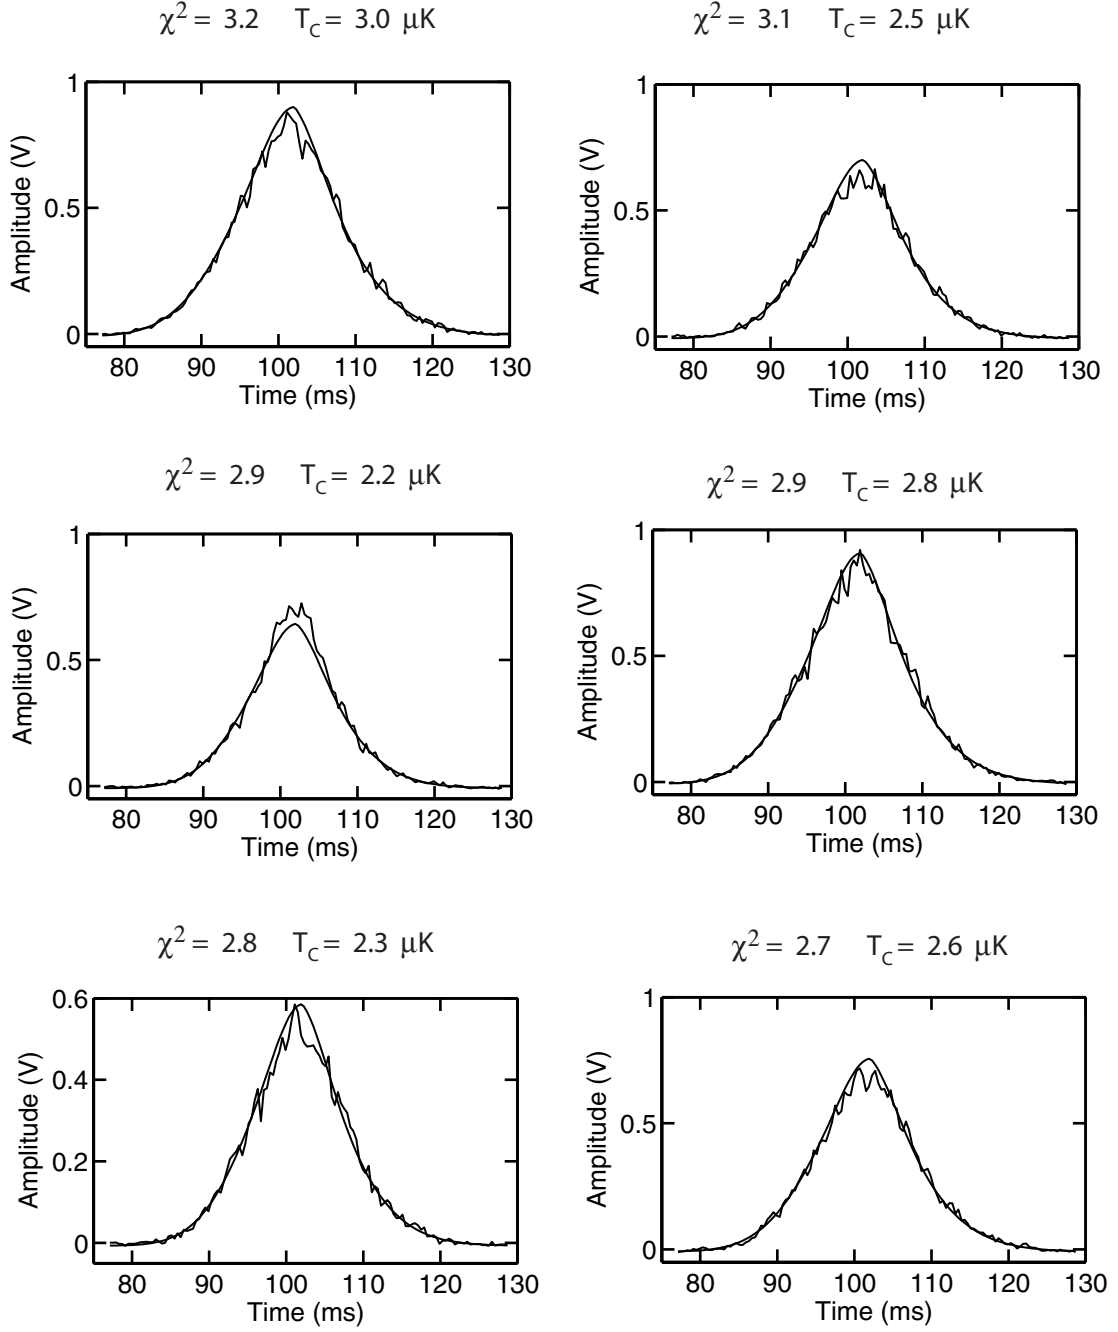 χ² = 3.2 T_C = 3.0 μK
1
0.5
0
Amplitude (V)
80 90 100 110 120 130
Time (ms)
χ² = 3.1 T_C = 2.5 μK
1
0.5
0
Amplitude (V)
80 90 100 110 120 130
Time (ms)
χ² = 2.9 T_C = 2.2 μK
1
0.5
0
Amplitude (V)
80 90 100 110 120 130
Time (ms)
χ² = 2.9 T_C = 2.8 μK
1
0.5
0
Amplitude (V)
80 90 100 110 120 130
Time (ms)
χ² = 2.8 T_C = 2.3 μK
0.6
0.4
0.2
0
Amplitude (V)
80 90 100 110 120 130
Time (ms)
χ² = 2.7 T_C = 2.6 μK
1
0.5
0
Amplitude (V)
80 90 100 110 120 130
Time (ms)